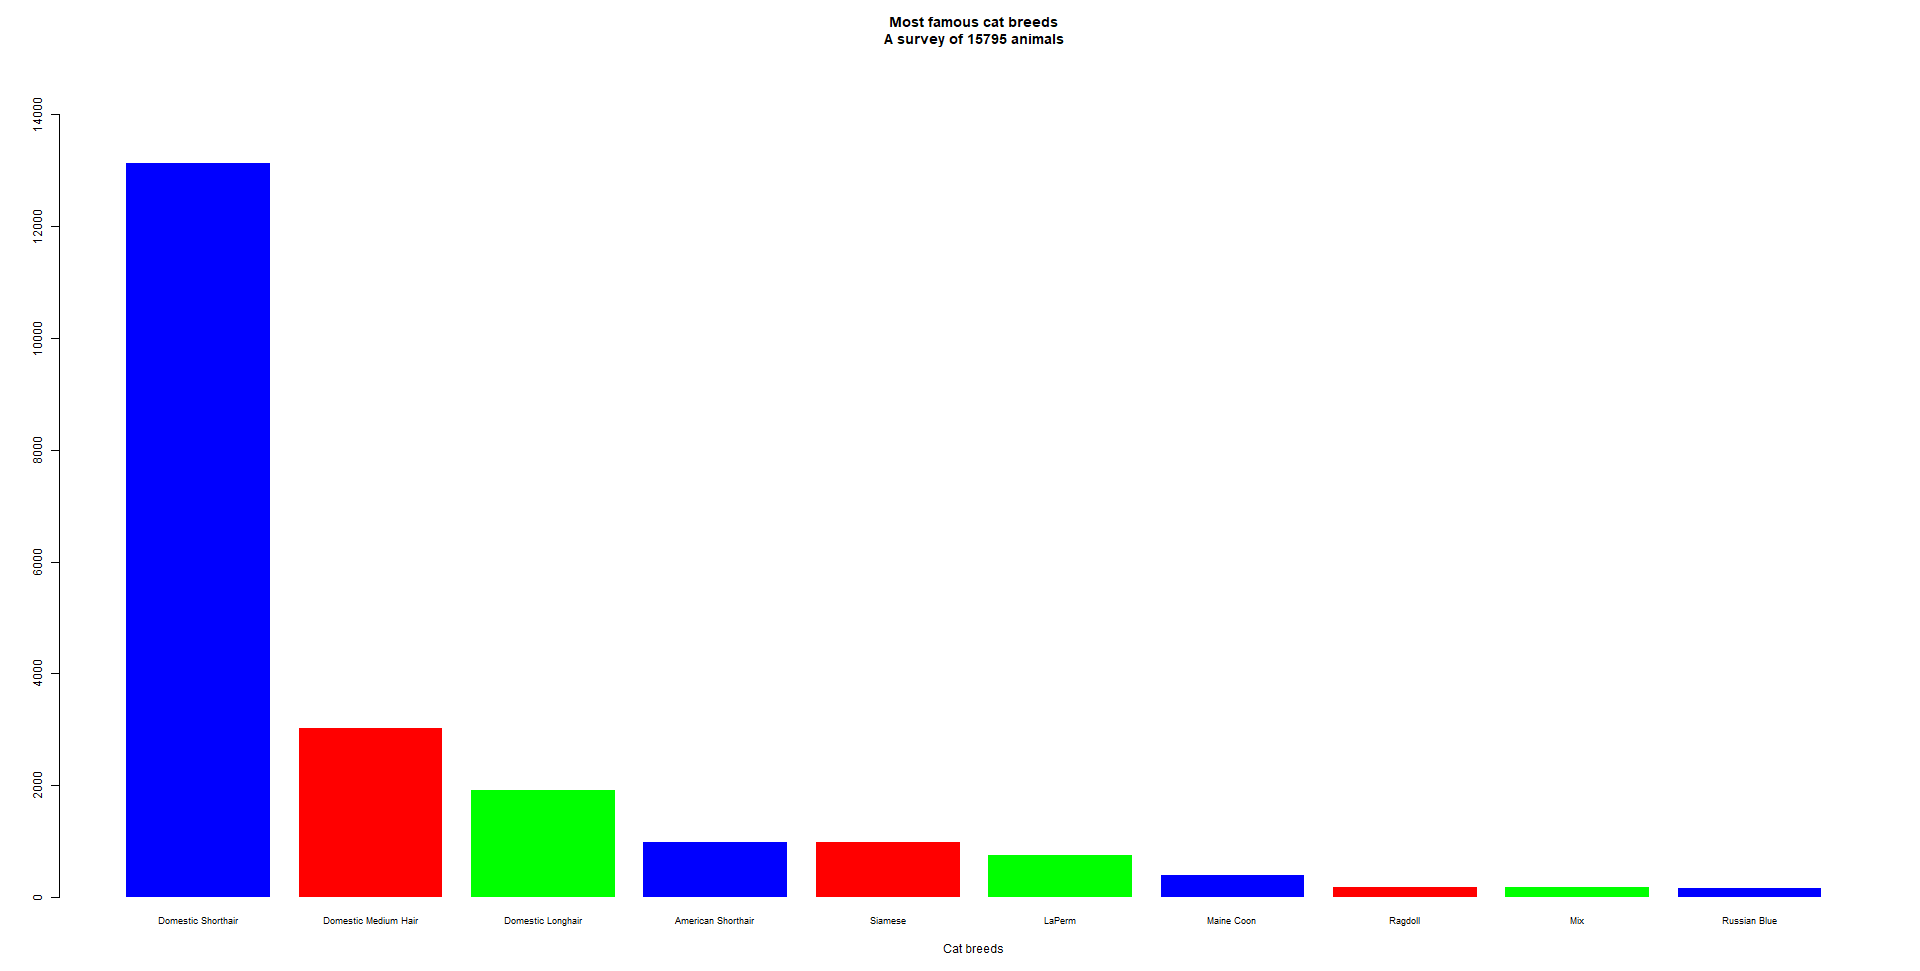 Most famous cat breeds
A survey of 15795 animals
14000
12000
10000
8000
6000
4000
2000
0
Domestic Shorthair
Domestic Medium Hair
Domestic Longhair
American Shorthair
Siamese
LaPerm
Maine Coon
Ragdoll
Mix
Russian Blue
Cat breeds